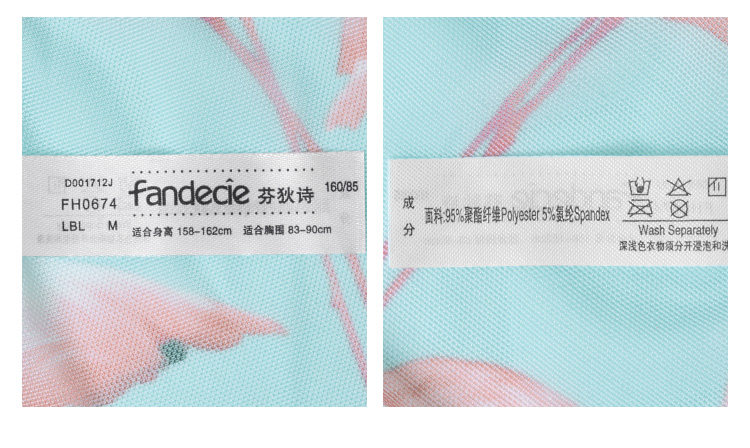 D001712J
FH0674
LBL M
fandecîe 芬狄诗
160/85
适合身高 158-162cm 适合胸围 83-90cm
成分
面料:95%聚酯纤维Polyester 5%氨纶Spandex
Wash Separately
深浅色衣物须分开浸泡和洗